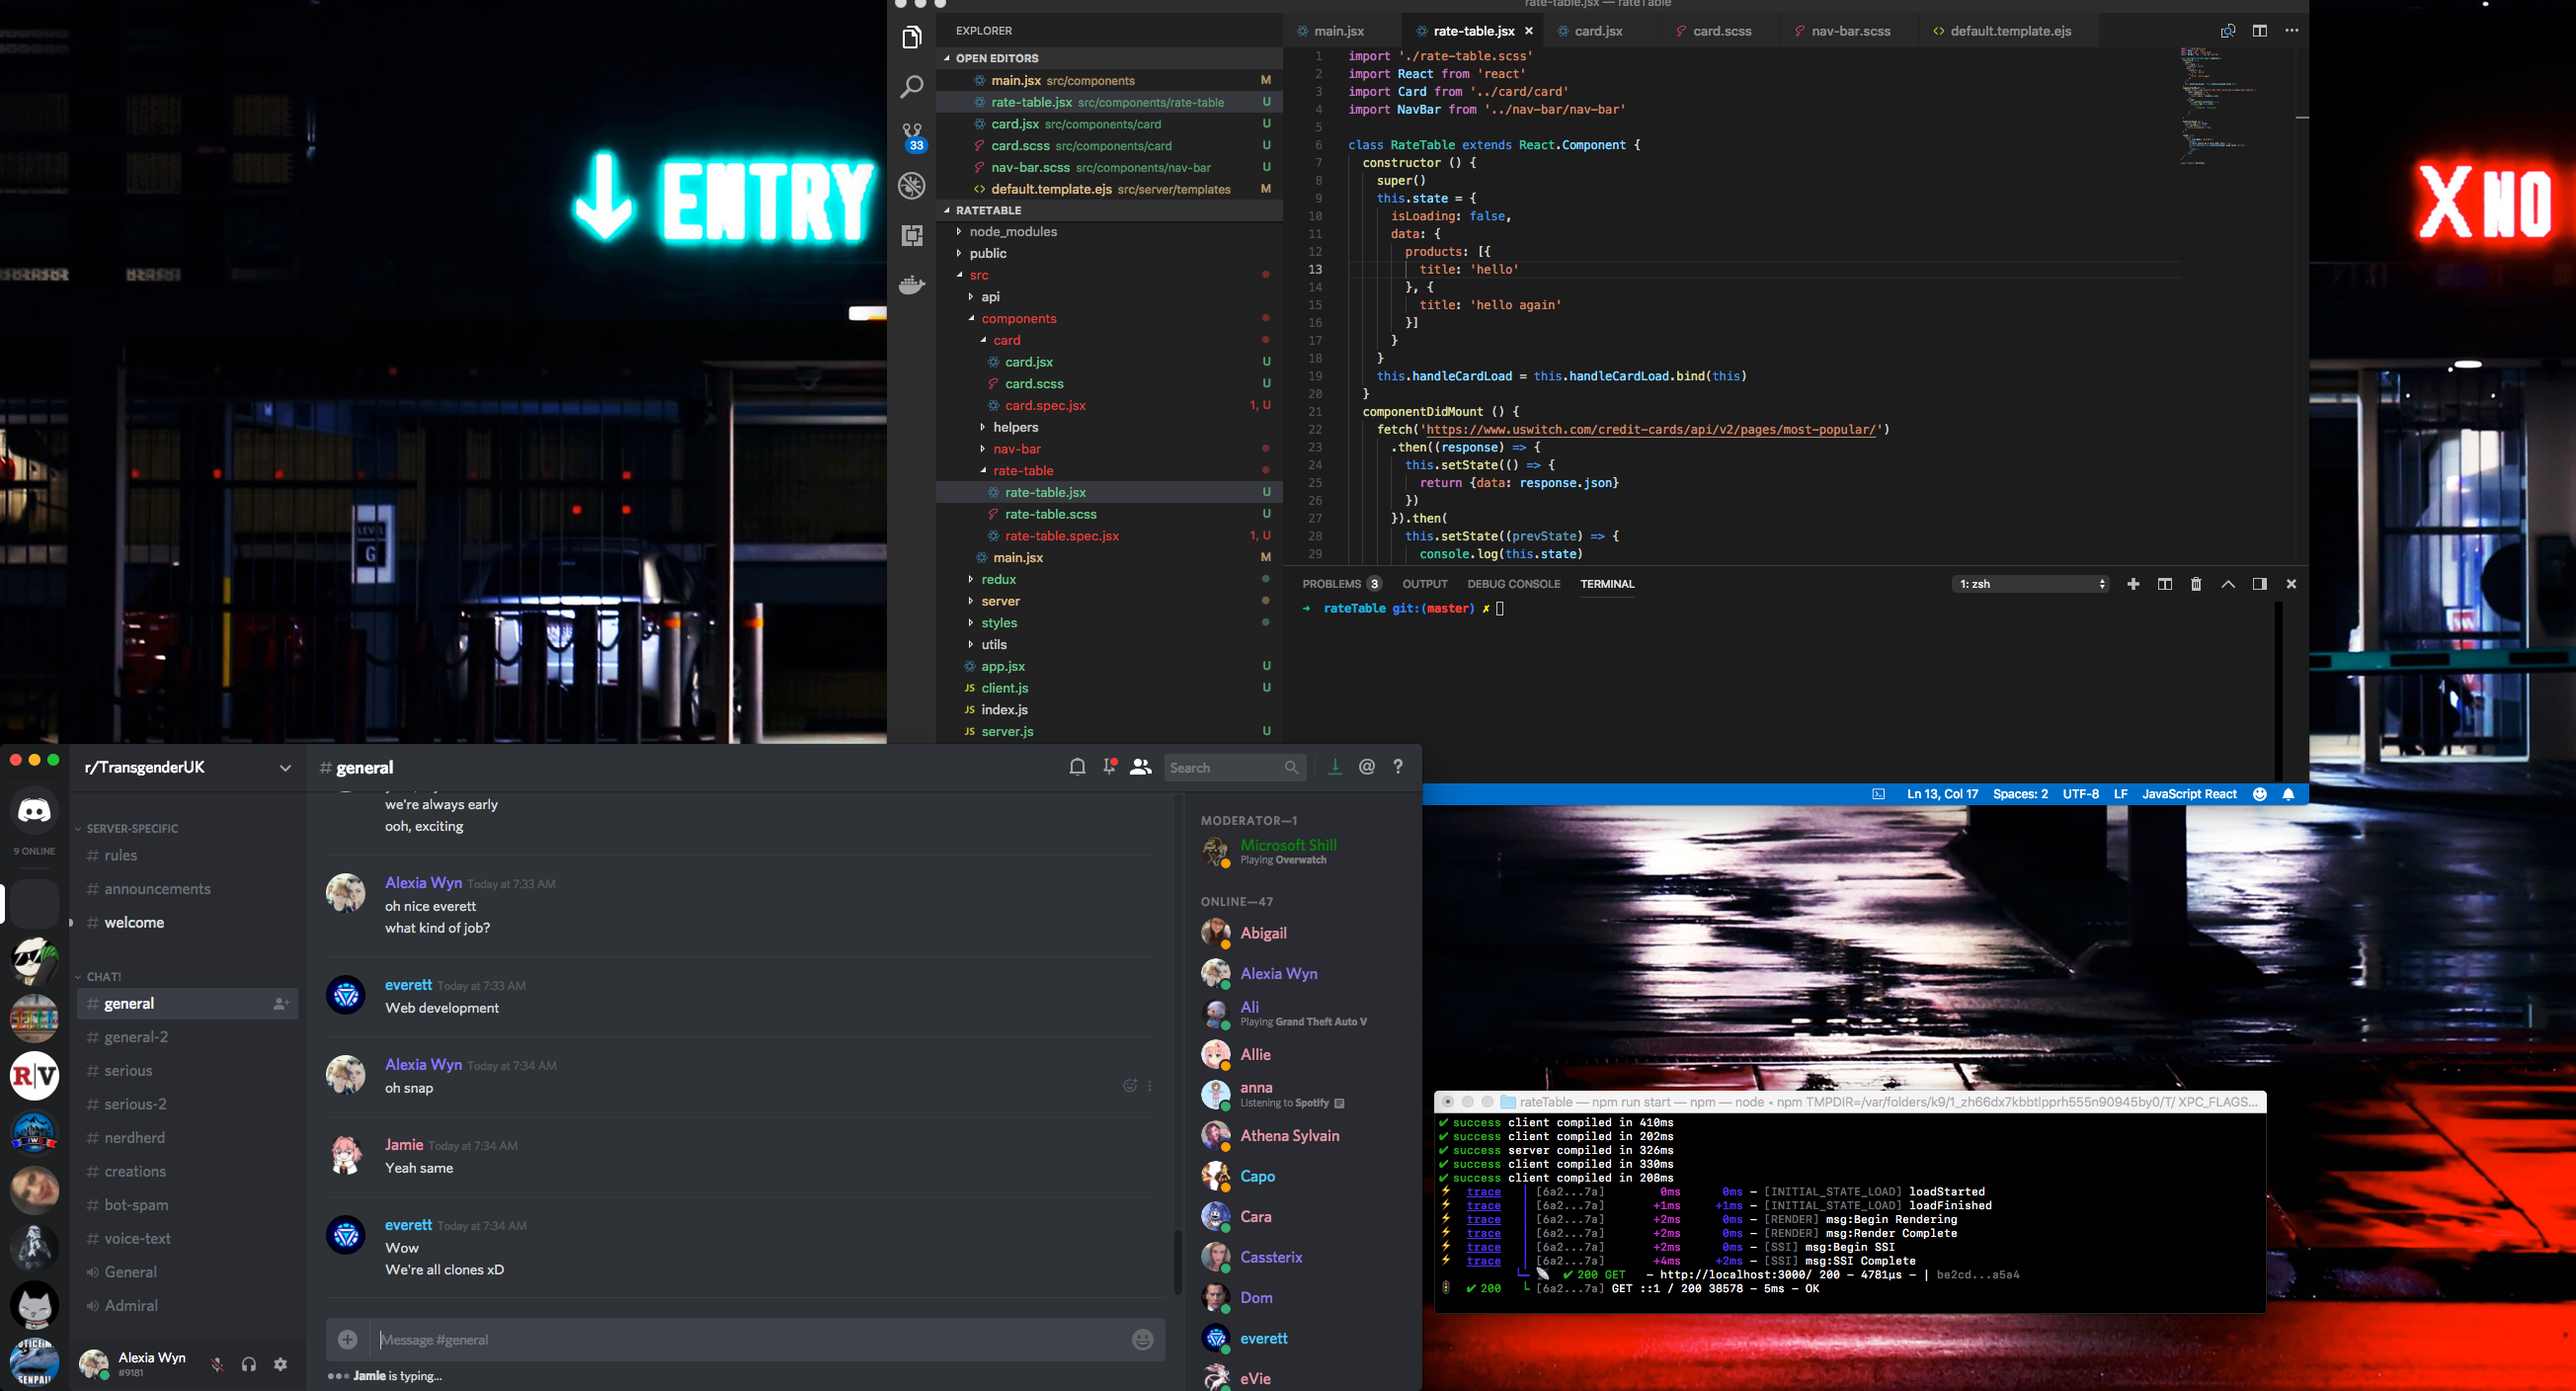 ENTRY
X NO
LEVEL
G
rate-table.jsx — rateTable
EXPLORER
OPEN EDITORS
main.jsx src/components M
rate-table.jsx src/components/rate-table U
card.jsx src/components/card U
card.scss src/components/card U
nav-bar.scss src/components/nav-bar U
default.template.ejs src/server/templates M
33
RATETABLE
node_modules
public
src
api
components
card
card.jsx U
card.scss U
card.spec.jsx 1, U
helpers
nav-bar
rate-table
rate-table.jsx U
rate-table.scss U
rate-table.spec.jsx 1, U
main.jsx M
redux
server
styles
utils
app.jsx U
JS client.js U
JS index.js
JS server.js U
main.jsx rate-table.jsx × card.jsx card.scss nav-bar.scss <> default.template.ejs
1 import './rate-table.scss'
2 import React from 'react'
3 import Card from '../card/card'
4 import NavBar from '../nav-bar/nav-bar'
5
6 class RateTable extends React.Component {
7 constructor () {
8 super()
9 this.state = {
10 isLoading: false,
11 data: {
12 products: [{
13 title: 'hello'
14 }, {
15 title: 'hello again'
16 }]
17 }
18 }
19 this.handleCardLoad = this.handleCardLoad.bind(this)
20 }
21 componentDidMount () {
22 fetch('https://www.uswitch.com/credit-cards/api/v2/pages/most-popular/')
23 .then((response) => {
24 this.setState(() => {
25 return {data: response.json}
26 })
27 }).then(
28 this.setState((prevState) => {
29 console.log(this.state)
PROBLEMS 3 OUTPUT DEBUG CONSOLE TERMINAL 1: zsh
→ rateTable git:(master) ✗
Ln 13, Col 17 Spaces: 2 UTF-8 LF JavaScript React
r/TransgenderUK
9 ONLINE
R|V
SENPAI
SERVER-SPECIFIC
# rules
# announcements
# welcome
CHAT!
# general
# general-2
# serious
# serious-2
# nerdherd
# creations
# bot-spam
# voice-text
General
Admiral
Alexia Wyn
#9181
# general
Search
@ ?
we're always early
ooh, exciting
Alexia Wyn Today at 7:33 AM
oh nice everett
what kind of job?
everett Today at 7:33 AM
Web development
Alexia Wyn Today at 7:34 AM
oh snap
Jamie Today at 7:34 AM
Yeah same
everett Today at 7:34 AM
Wow
We're all clones xD
Message #general
Jamie is typing...
MODERATOR—1
Microsoft Shill
Playing Overwatch
ONLINE—47
Abigail
Alexia Wyn
Ali
Playing Grand Theft Auto V
Allie
anna
Listening to Spotify
Athena Sylvain
Capo
Cara
Cassterix
Dom
everett
eVie
rateTable — npm run start — npm — node • npm TMPDIR=/var/folders/k9/1_zh66dx7kbbtlpprh555n90945by0/T/ XPC_FLAGS...
✔ success client compiled in 410ms
✔ success client compiled in 202ms
✔ success server compiled in 326ms
✔ success client compiled in 330ms
✔ success client compiled in 208ms
⚡ trace [6a2...7a] 0ms 0ms — [INITIAL_STATE_LOAD] loadStarted
⚡ trace [6a2...7a] +1ms +1ms — [INITIAL_STATE_LOAD] loadFinished
⚡ trace [6a2...7a] +2ms 0ms — [RENDER] msg:Begin Rendering
⚡ trace [6a2...7a] +2ms 0ms — [RENDER] msg:Render Complete
⚡ trace [6a2...7a] +2ms 0ms — [SSI] msg:Begin SSI
⚡ trace [6a2...7a] +4ms +2ms — [SSI] msg:SSI Complete
✔ 200 GET — http://localhost:3000/ 200 — 4781µs — | be2cd...a5a4
✔ 200 [6a2...7a] GET ::1 / 200 38578 — 5ms — OK